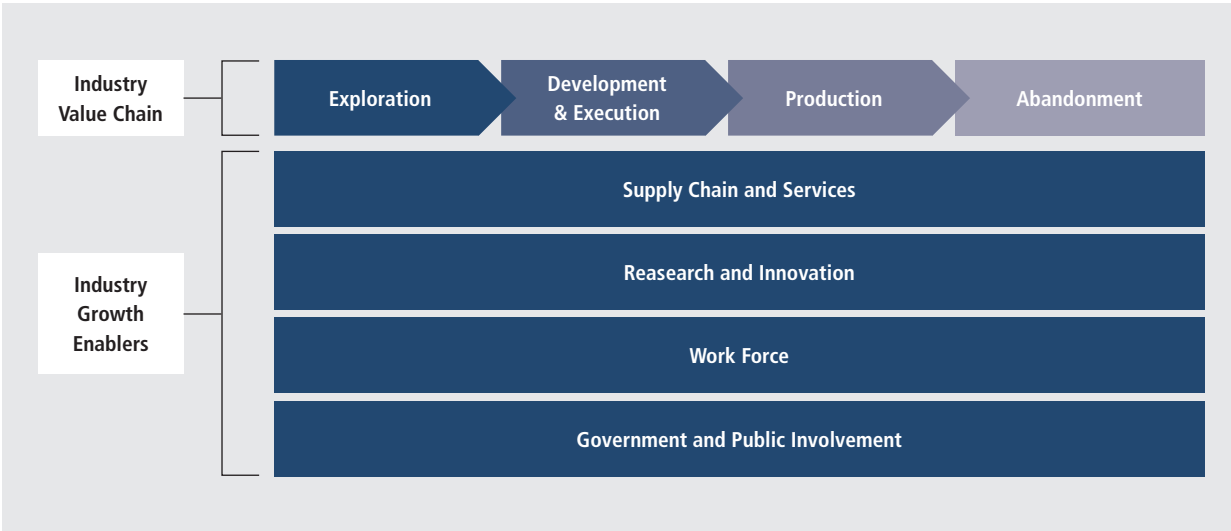 Industry
Value Chain
Exploration
Development
& Execution
Production
Abandonment
Industry
Growth
Enablers
Supply Chain and Services
Reasearch and Innovation
Work Force
Government and Public Involvement